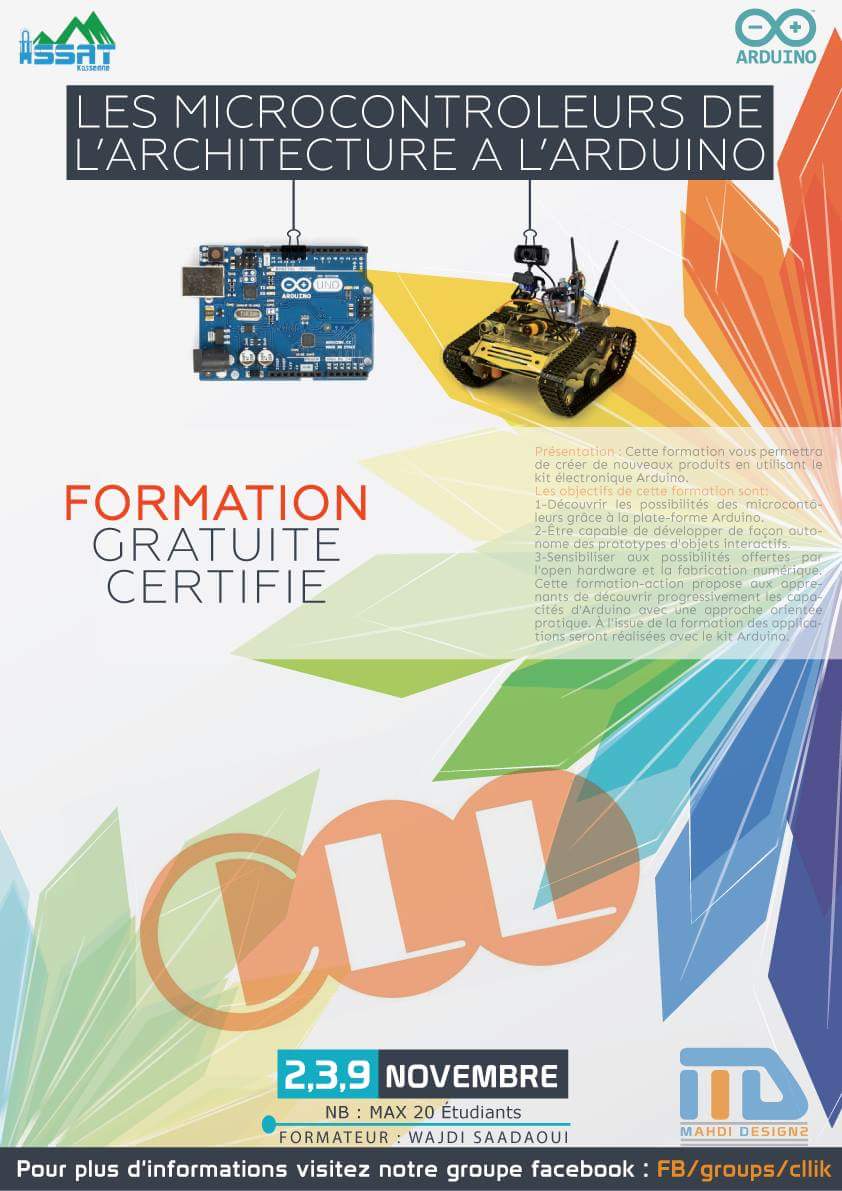 ISSAT
Kasserine
ARDUINO
LES MICROCONTROLEURS DE
L'ARCHITECTURE A L'ARDUINO
UNO
ARDUINO
FORMATION
GRATUITE
CERTIFIE
Présentation : Cette formation vous permettra
de créer de nouveaux produits en utilisant le
kit électronique Arduino.
Les objectifs de cette formation sont:
1-Découvrir les possibilités des microcontô-
leurs grâce à la plate-forme Arduino.
2-Être capable de développer de façon auto-
nome des prototypes d'objets interactifs.
3-Sensibiliser aux possibilités offertes par
l'open hardware et la fabrication numérique.
Cette formation-action propose aux appre-
nants de découvrir progressivement les capa-
cités d'Arduino avec une approche orientée
pratique. À l'issue de la formation des applica-
tions seront réalisées avec le kit Arduino.
CLL
2,3,9 NOVEMBRE
NB : MAX 20 Étudiants
FORMATEUR : WAJDI SAADAOUI
MAHDI DESIGNS
Pour plus d'informations visitez notre groupe facebook : FB/groups/cllik